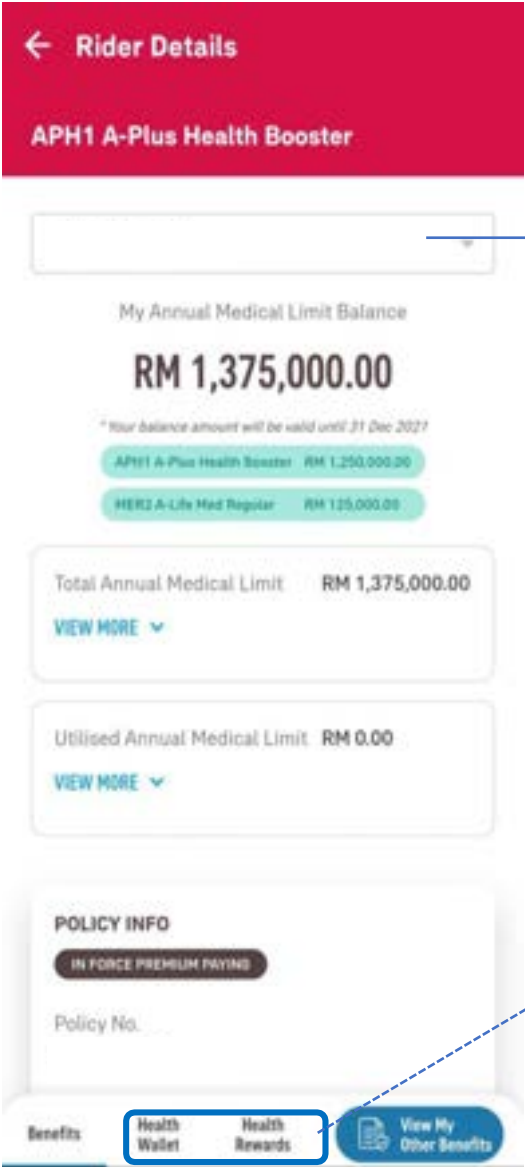 Rider Details
APH1 A-Plus Health Booster
My Annual Medical Limit Balance
RM 1,375,000.00
* Your balance amount will be valid until 31 Dec 2021
APH1 A-Plus Health Booster RM 1,250,000.00
MER2 A-Life Med Regular RM 125,000.00
Total Annual Medical Limit RM 1,375,000.00
VIEW MORE
Utilised Annual Medical Limit RM 0.00
VIEW MORE
POLICY INFO
IN FORCE PREMIUM PAYING
Policy No.
Benefits
Health
Wallet
Health
Rewards
View My
Other Benefits